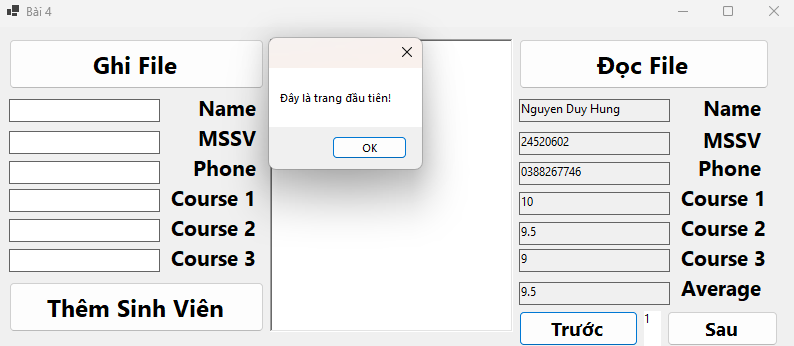 Bài 4
Ghi File
Name
MSSV
Phone
Course 1
Course 2
Course 3
Thêm Sinh Viên
Đây là trang đầu tiên!
OK
Đọc File
Nguyen Duy Hung Name
24520602 MSSV
0388267746 Phone
10 Course 1
9.5 Course 2
9 Course 3
9.5 Average
Trước 1 Sau